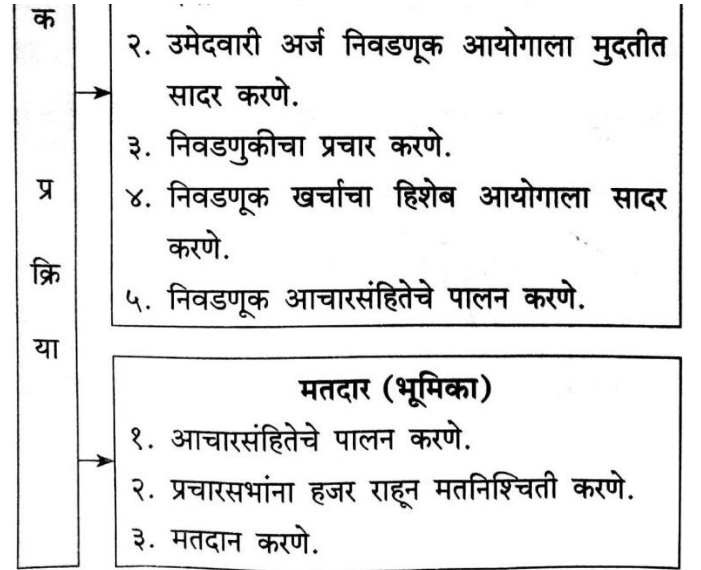 क
प्र
क्रि
या
२. उमेदवारी अर्ज निवडणूक आयोगाला मुदतीत
सादर करणे.
३. निवडणुकीचा प्रचार करणे.
४. निवडणूक खर्चाचा हिशेब आयोगाला सादर
करणे.
५. निवडणूक आचारसंहितेचे पालन करणे.
मतदार (भूमिका)
१. आचारसंहितेचे पालन करणे.
२. प्रचारसभांना हजर राहून मतनिश्चिती करणे.
३. मतदान करणे.